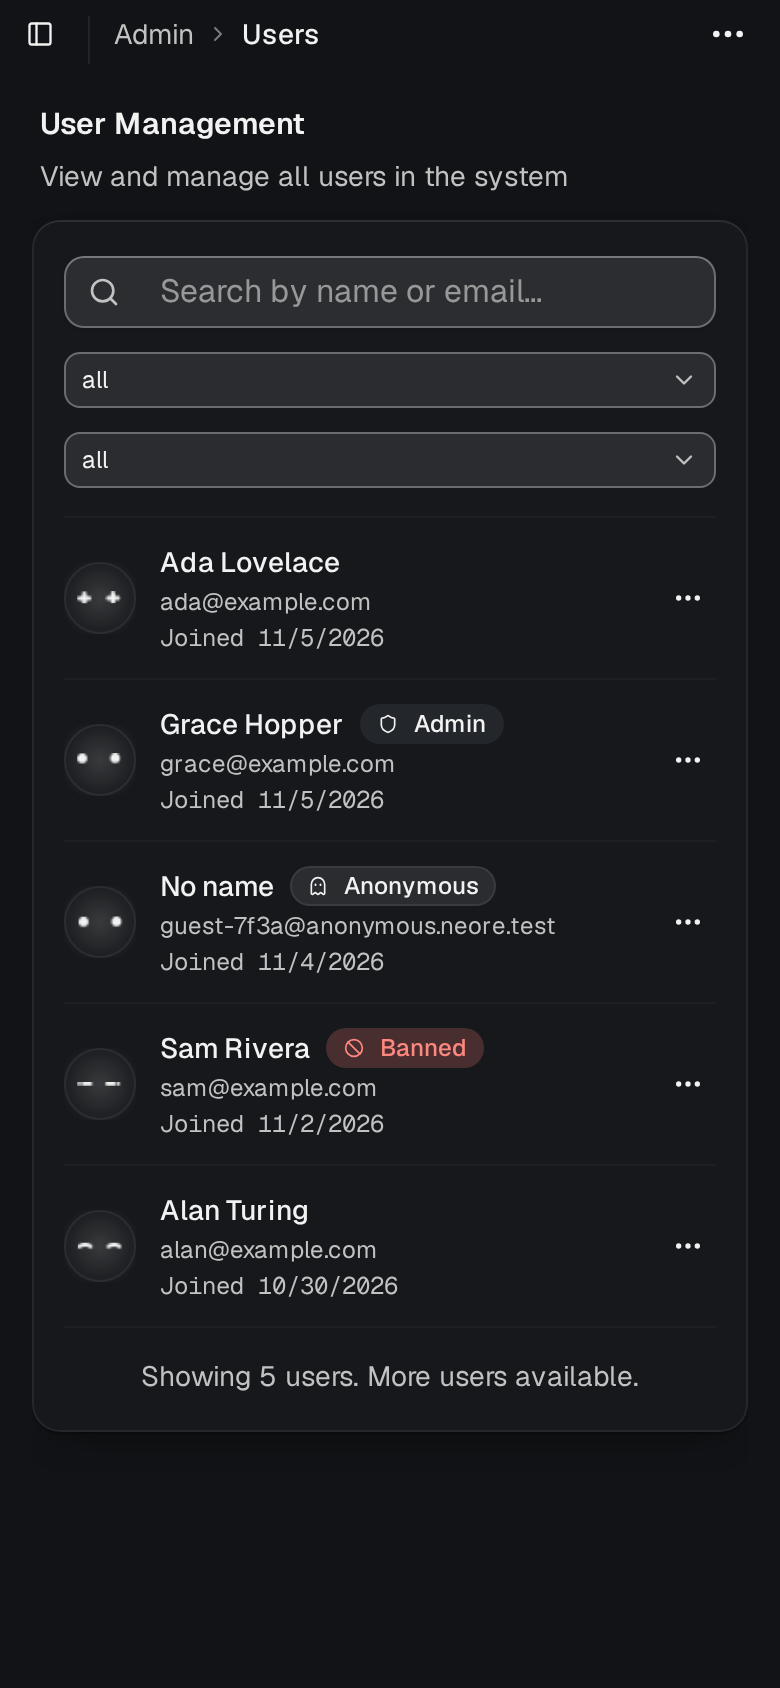 Admin > Users
User Management
View and manage all users in the system
Search by name or email…
all
all
Ada Lovelace
ada@example.com
Joined 11/5/2026
Grace Hopper Admin
grace@example.com
Joined 11/5/2026
No name Anonymous
guest-7f3a@anonymous.neore.test
Joined 11/4/2026
Sam Rivera Banned
sam@example.com
Joined 11/2/2026
Alan Turing
alan@example.com
Joined 10/30/2026
Showing 5 users. More users available.